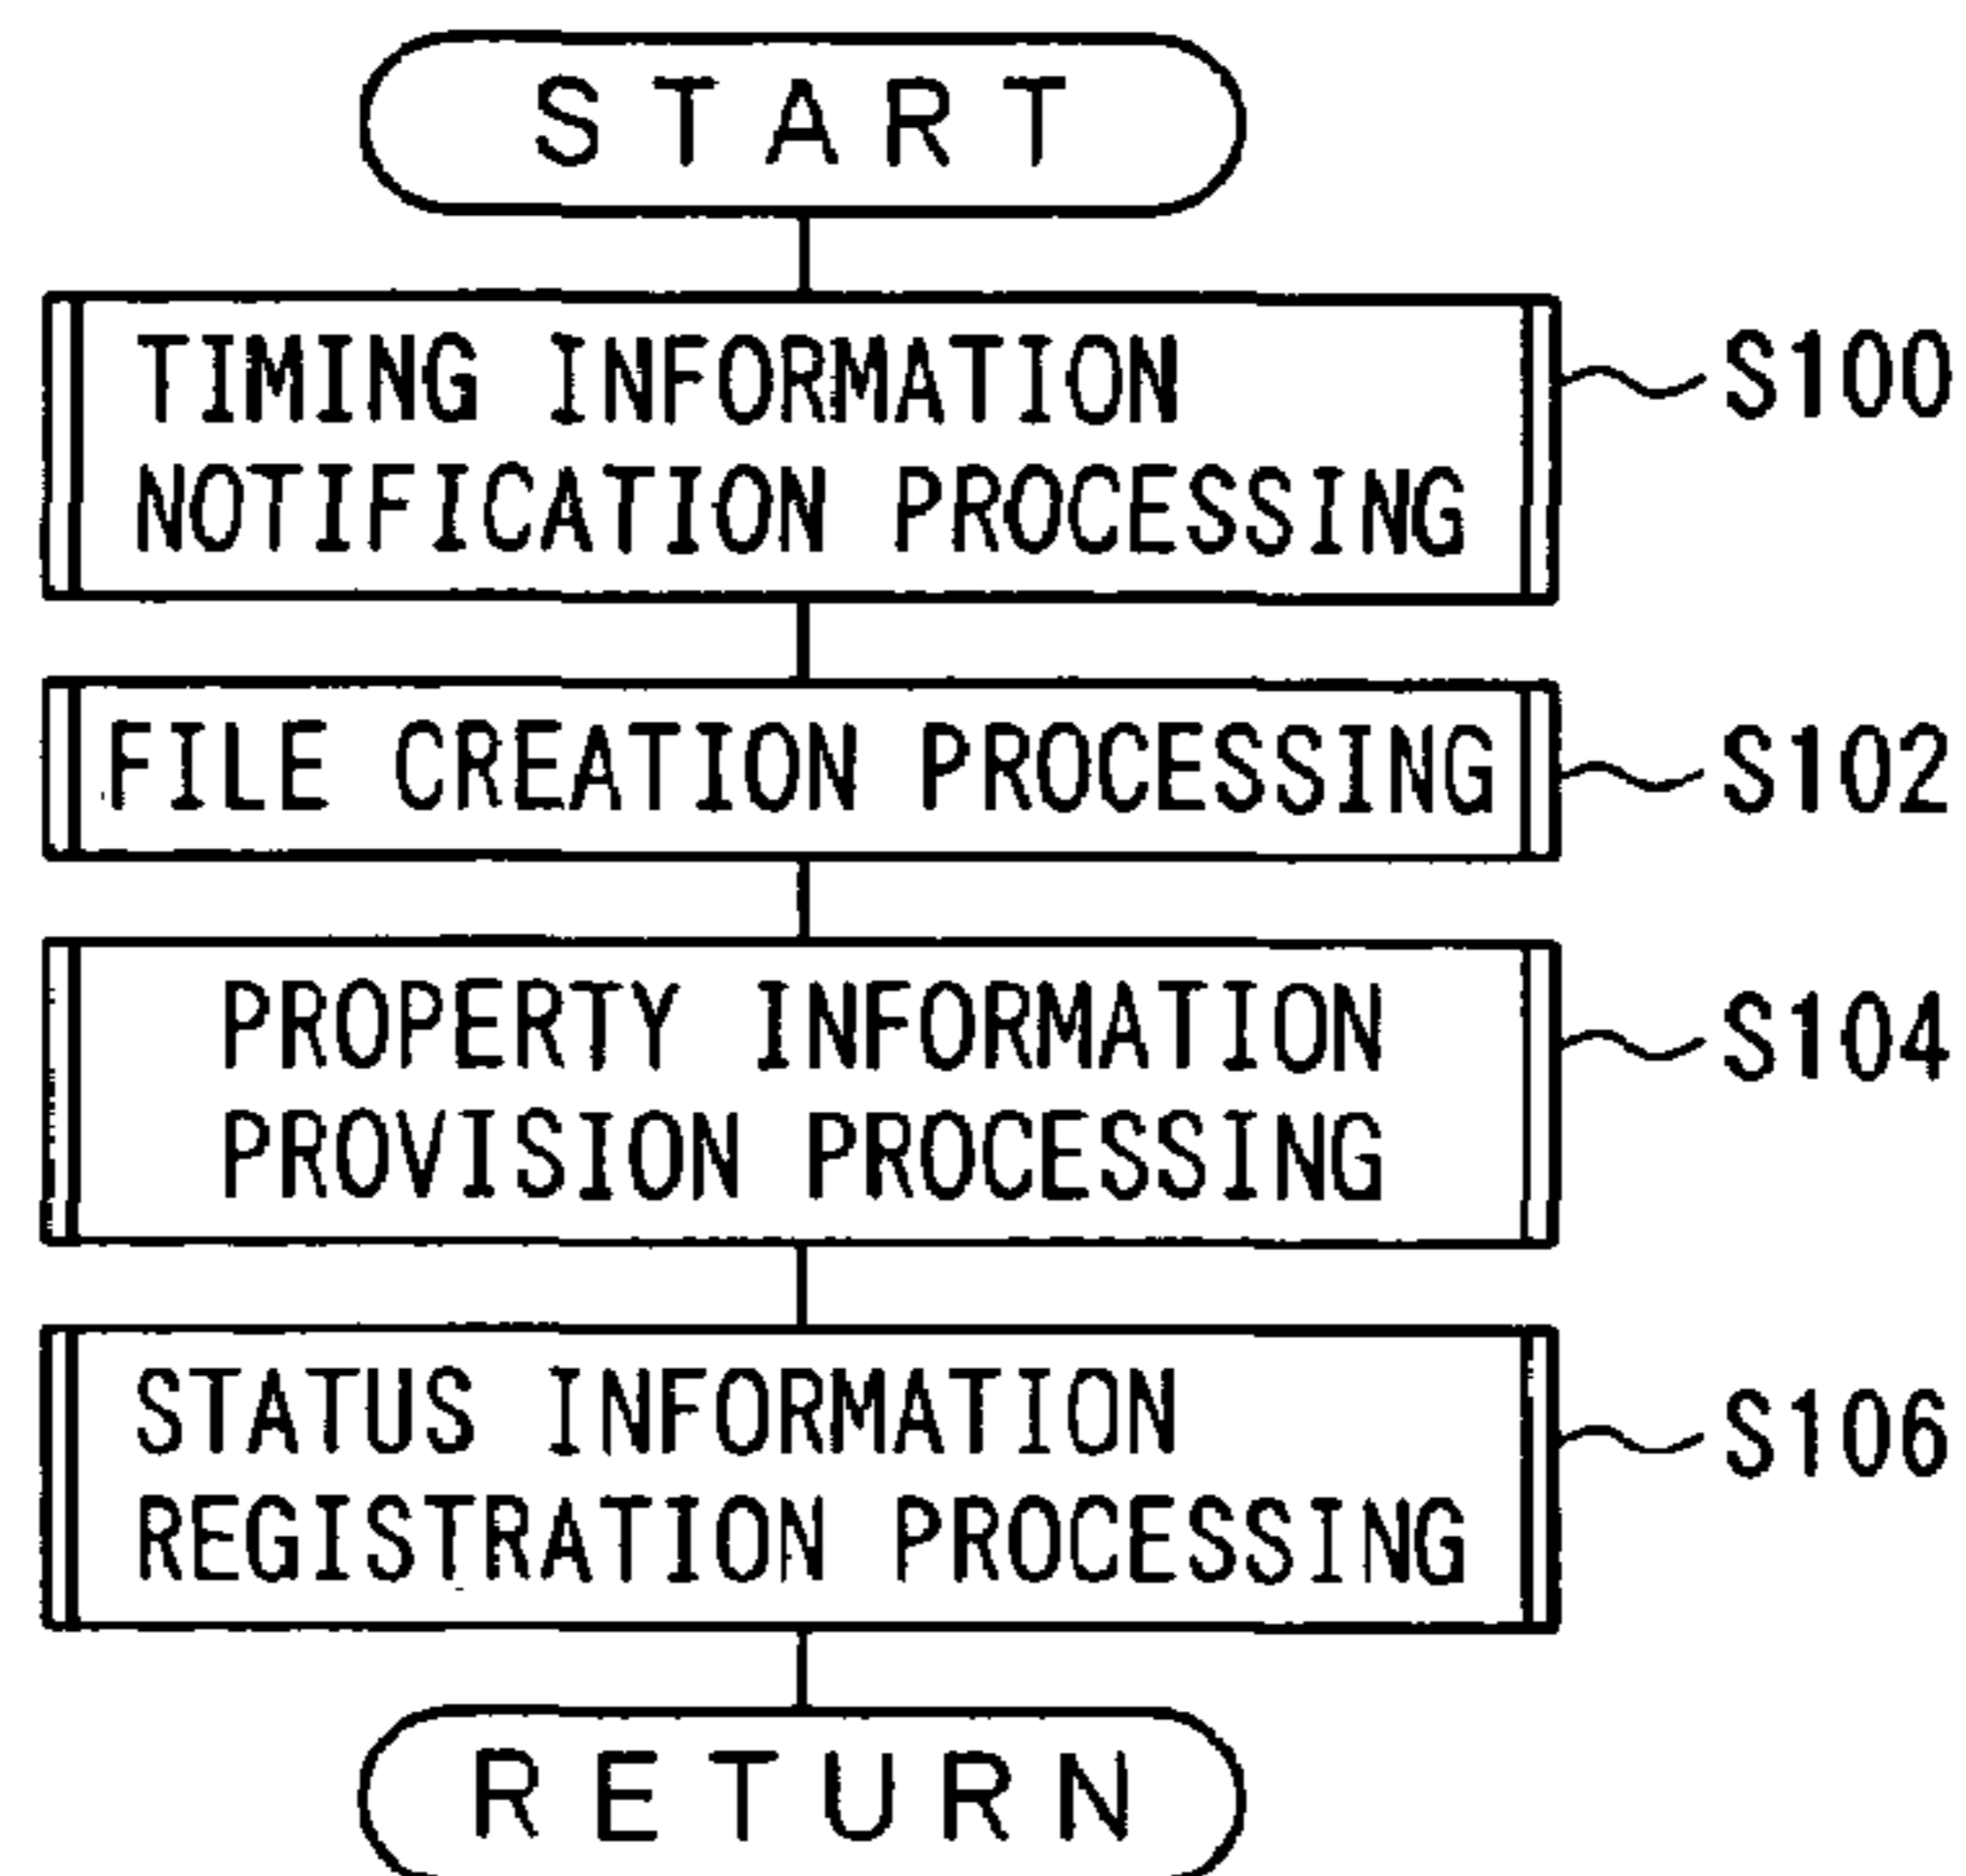 START
TIMING INFORMATION
NOTIFICATION PROCESSING
S100
FILE CREATION PROCESSING
S102
PROPERTY INFORMATION
PROVISION PROCESSING
S104
STATUS INFORMATION
REGISTRATION PROCESSING
S106
RETURN